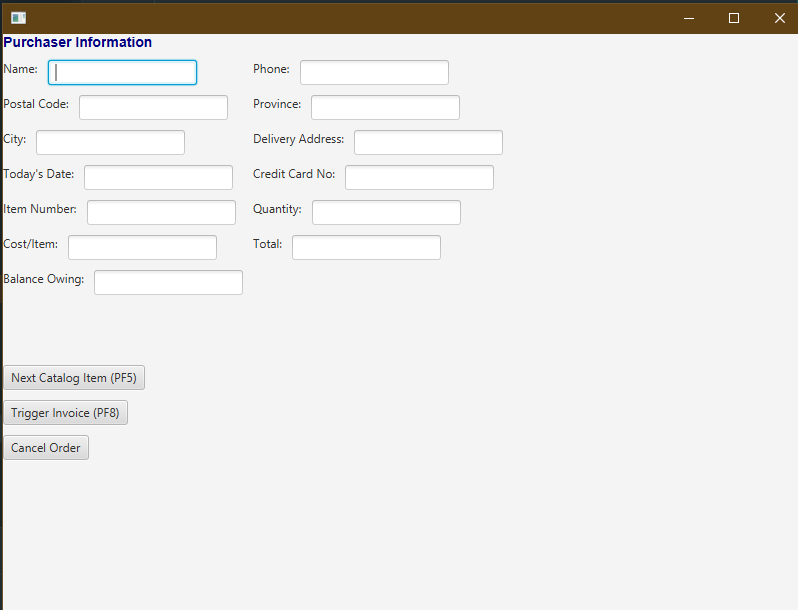 Purchaser Information
Name: Phone:
Postal Code: Province:
City: Delivery Address:
Today's Date: Credit Card No:
Item Number: Quantity:
Cost/Item: Total:
Balance Owing:
Next Catalog Item (PF5)
Trigger Invoice (PF8)
Cancel Order